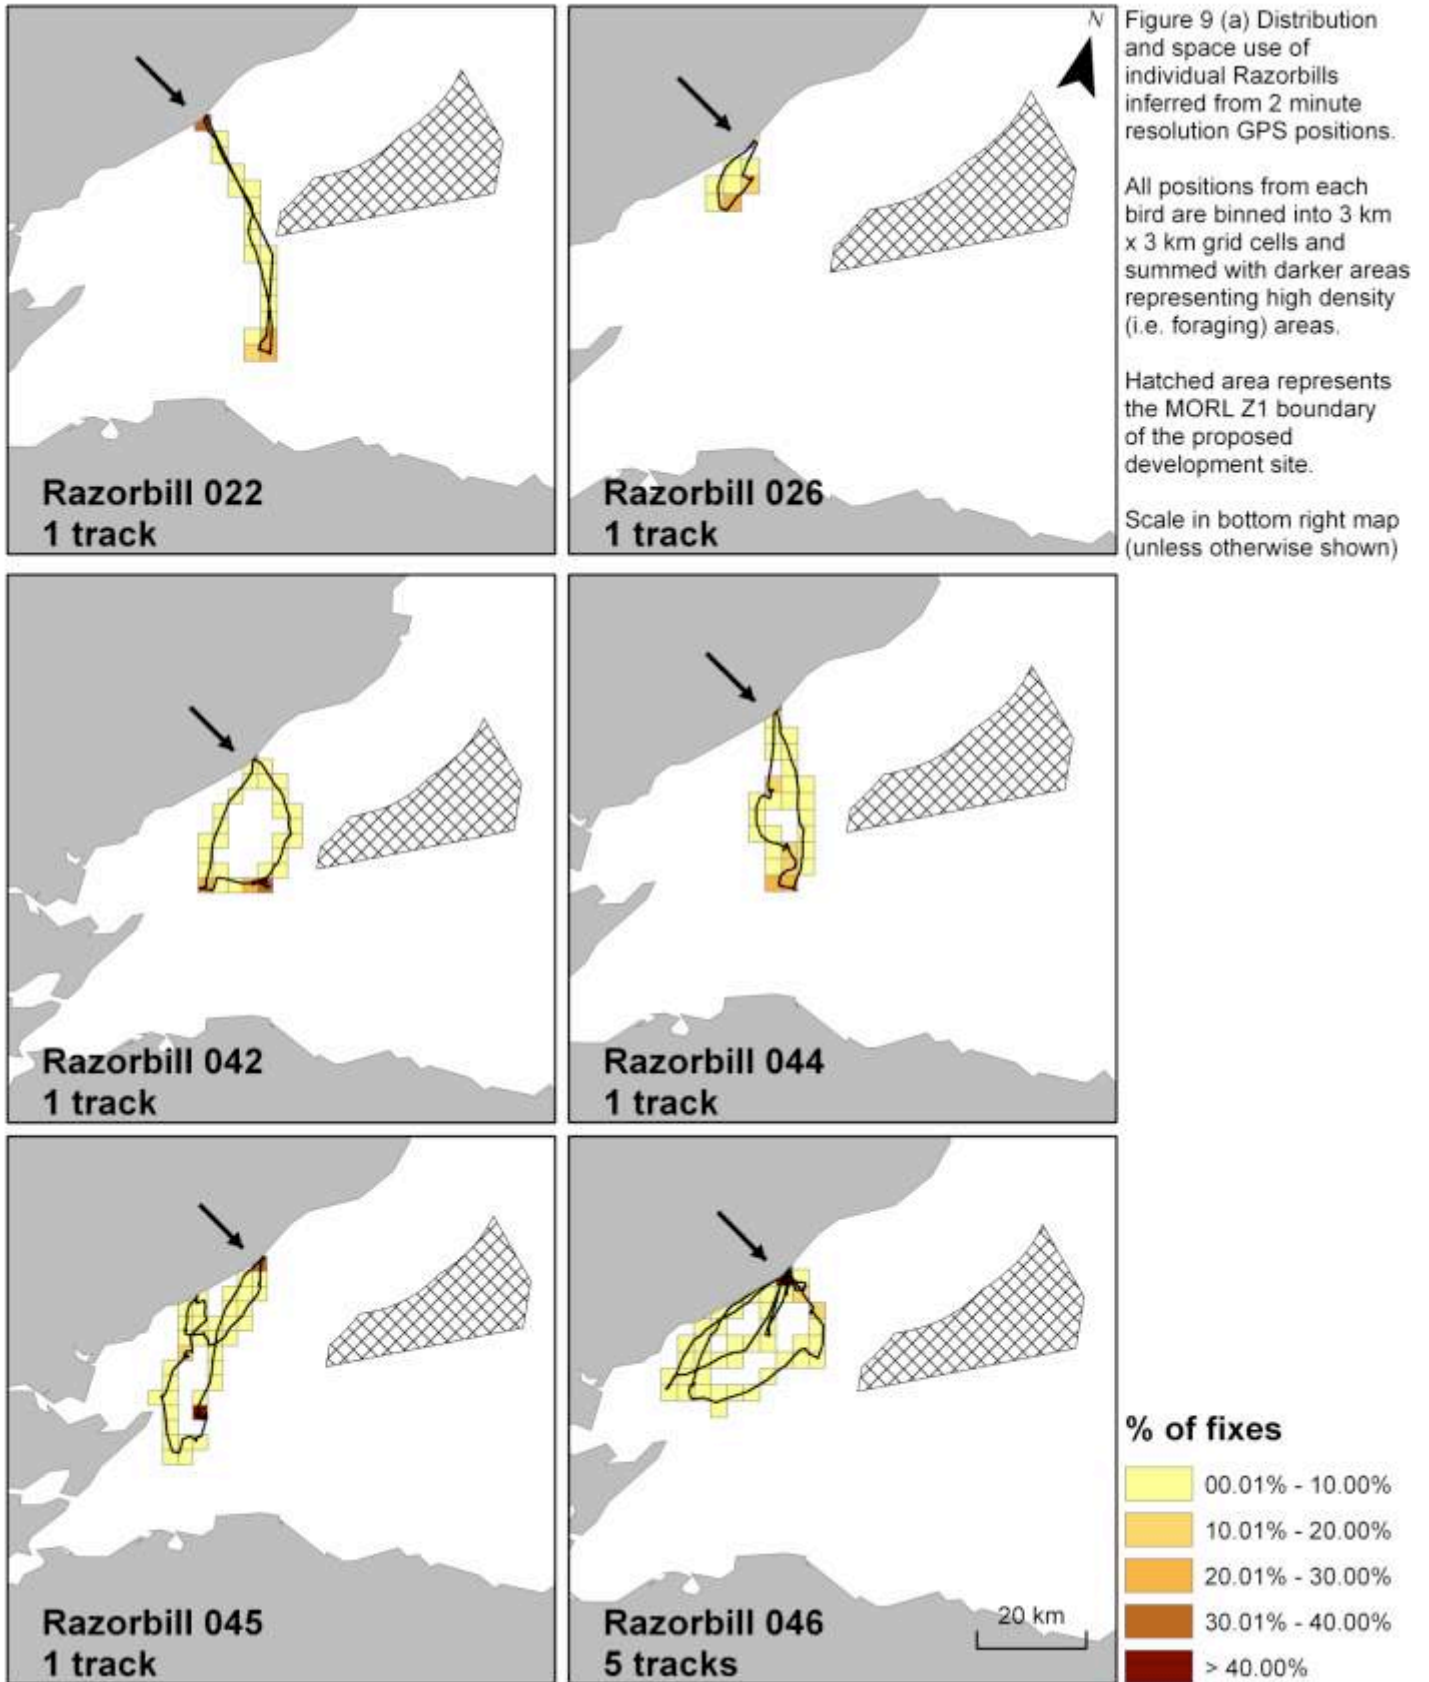 N
Figure 9 (a) Distribution
and space use of
individual Razorbills
inferred from 2 minute
resolution GPS positions.
All positions from each
bird are binned into 3 km
x 3 km grid cells and
summed with darker areas
representing high density
(i.e. foraging) areas.
Hatched area represents
the MORL Z1 boundary
of the proposed
development site.
Scale in bottom right map
(unless otherwise shown)
Razorbill 022
1 track
Razorbill 026
1 track
Razorbill 042
1 track
Razorbill 044
1 track
Razorbill 045
1 track
Razorbill 046
5 tracks
20 km
% of fixes
00.01% - 10.00%
10.01% - 20.00%
20.01% - 30.00%
30.01% - 40.00%
> 40.00%